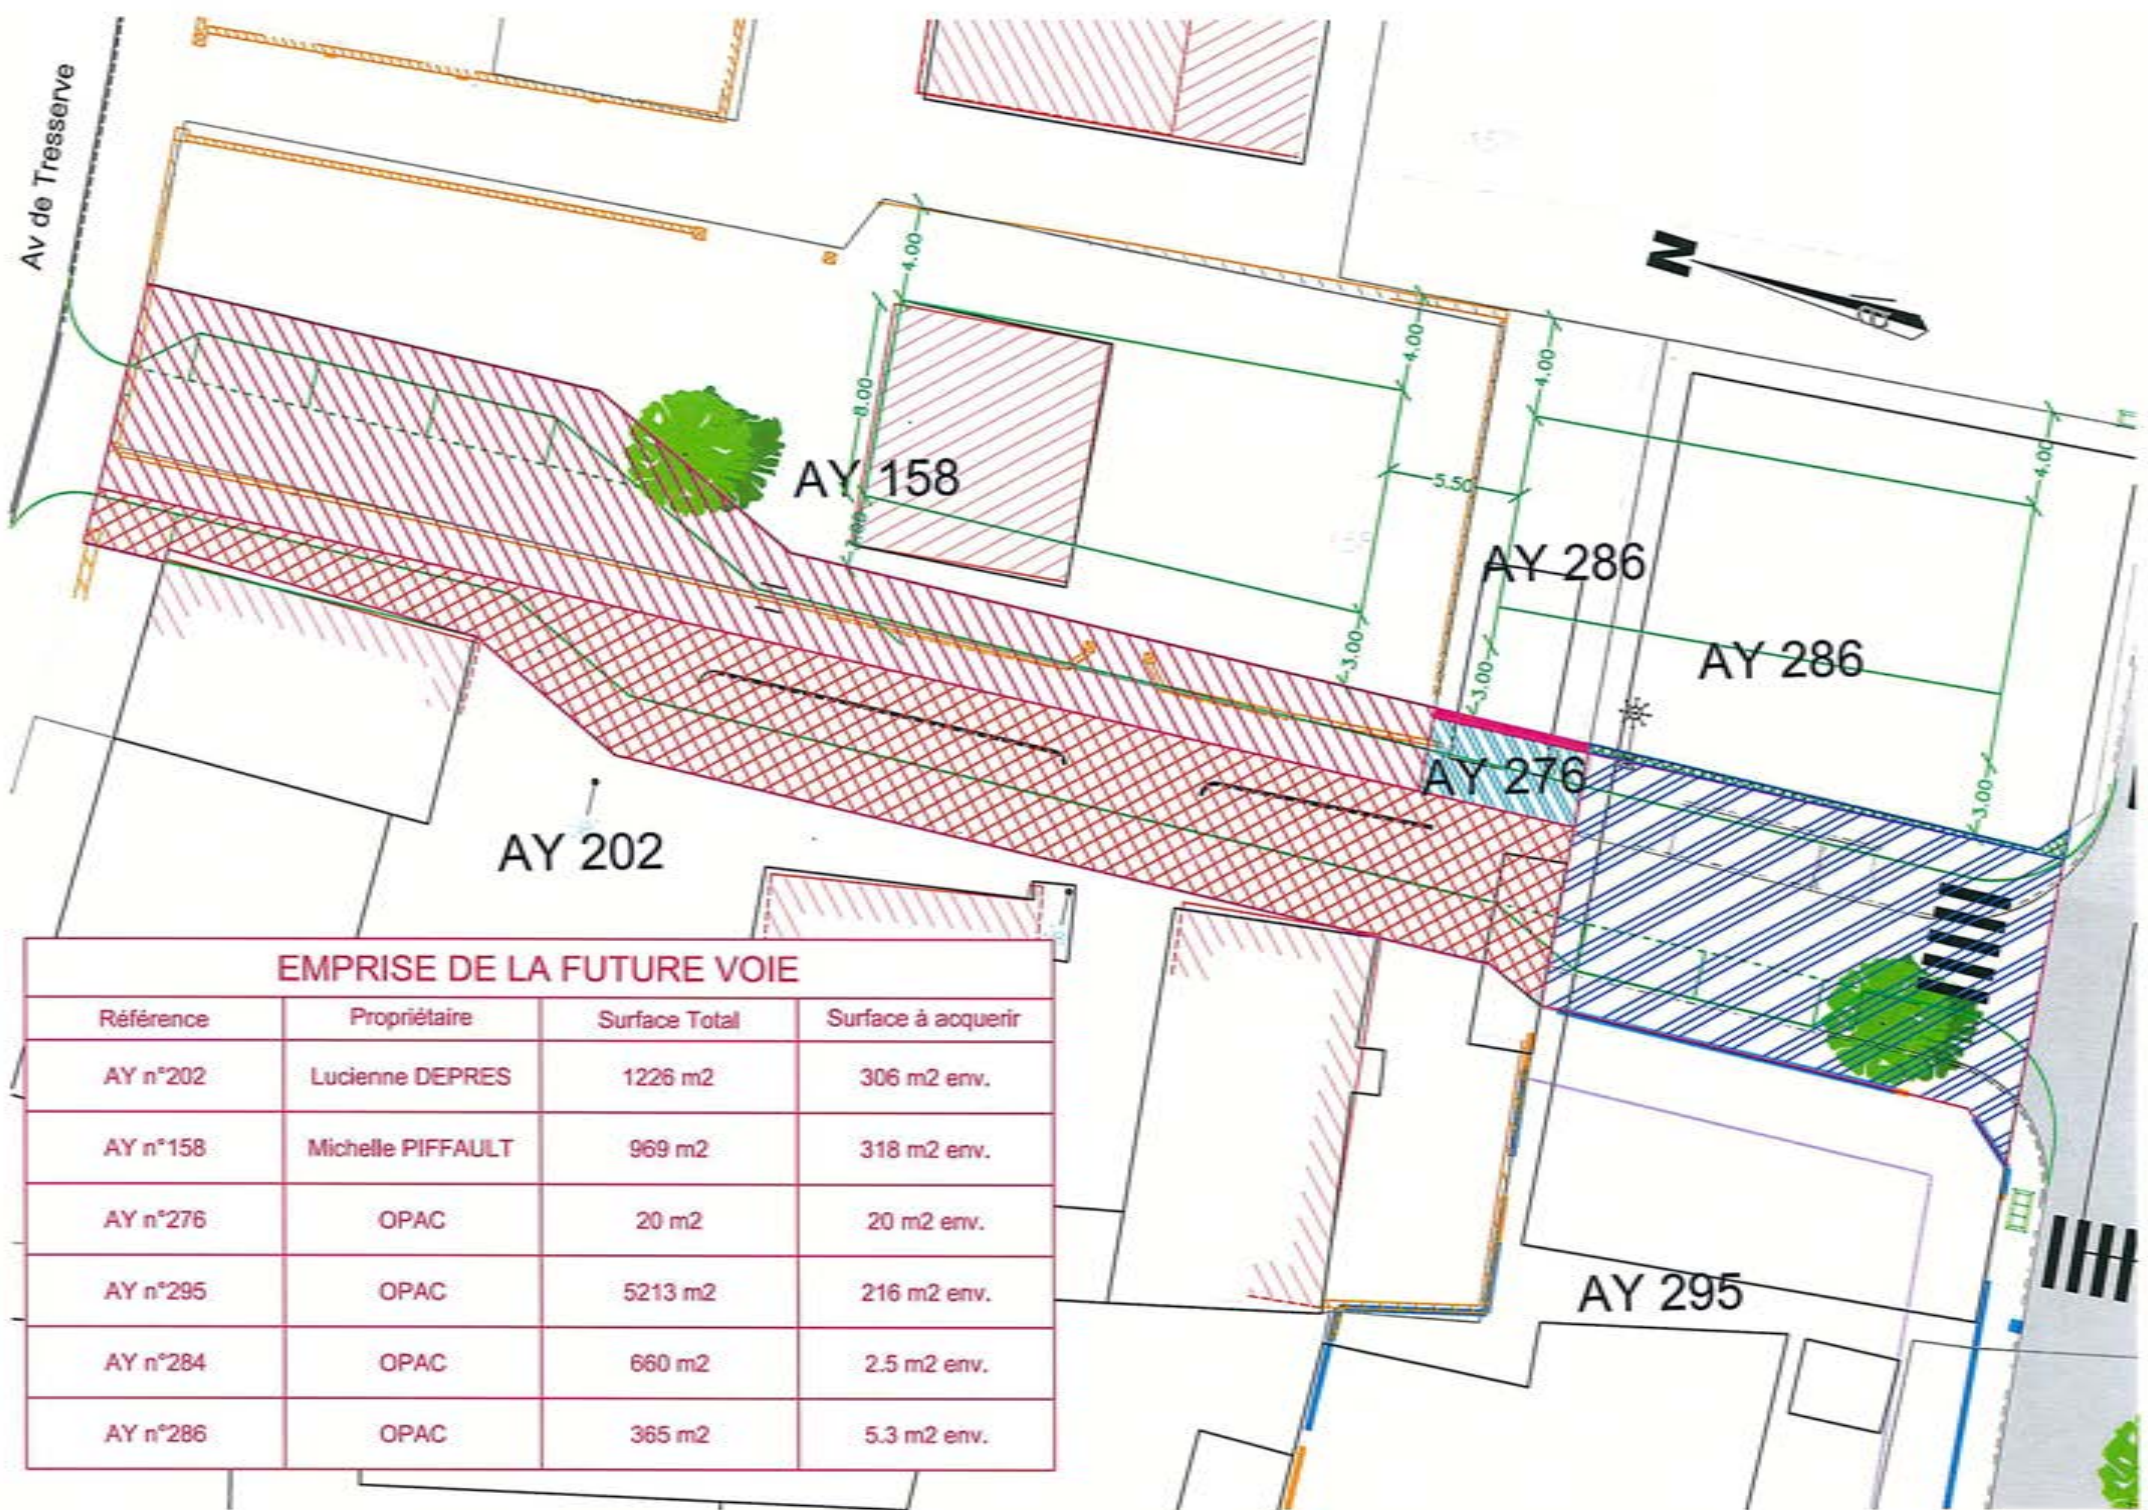 Av de Tresserve
N
4.00
8.00
3.00
4.00
5.50
3.00
4.00
3.00
4.00
3.00
AY 158
AY 286
AY 286
AY 276
AY 202
AY 295
EMPRISE DE LA FUTURE VOIE
Référence Propriétaire Surface Total Surface à acquerir
AY n°202 Lucienne DEPRES 1226 m2 306 m2 env.
AY n°158 Michelle PIFFAULT 969 m2 318 m2 env.
AY n°276 OPAC 20 m2 20 m2 env.
AY n°295 OPAC 5213 m2 216 m2 env.
AY n°284 OPAC 660 m2 2.5 m2 env.
AY n°286 OPAC 365 m2 5.3 m2 env.